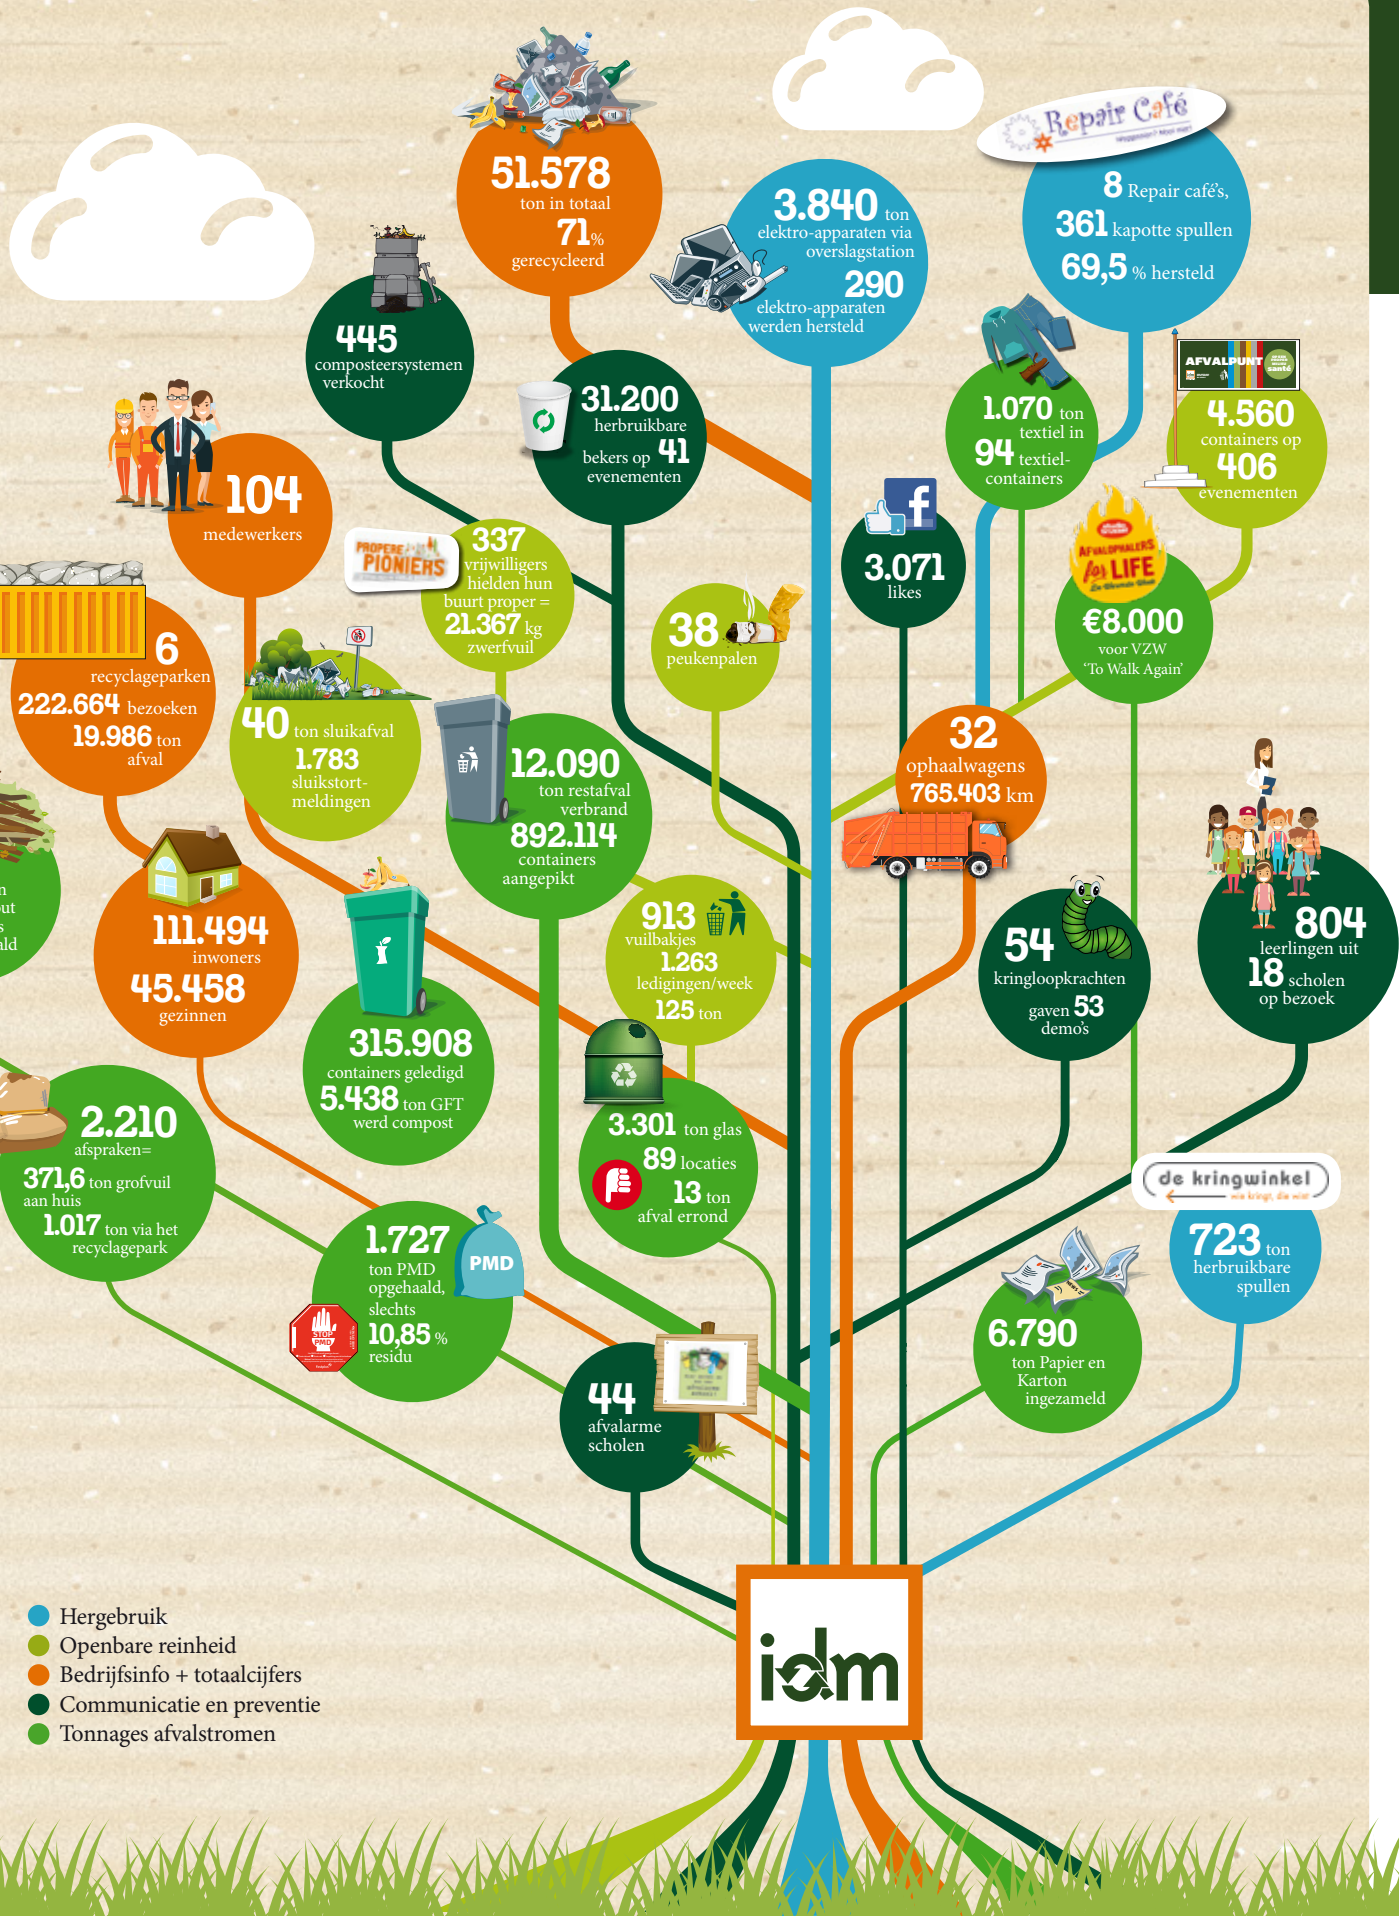 51.578
ton in totaal
71%
gerecycleerd
Repair Café
8 Repair café's,
361 kapotte spullen
69,5 % hersteld
3.840 ton
elektro-apparaten via
overslagstation
290
elektro-apparaten
werden hersteld
445
composteersystemen
verkocht
31.200
herbruikbare
bekers op 41
evenementen
1.070 ton
textiel in
94 textiel-
containers
AFVALPUNT
santé
4.560
containers op
406
evenementen
104
medewerkers
PROPERE
PIONIERS
337
vrijwilligers
hielden hun
buurt proper =
21.367 kg
zwerfvuil
3.071
likes
AFVALOPHALERS
for LIFE
€8.000
voor VZW
‘To Walk Again’
38
peukenpalen
6
recyclageparken
222.664 bezoeken
19.986 ton
afval
40 ton sluikafval
1.783
sluikstort-
meldingen
12.090
ton restafval
verbrand
892.114
containers
aangepikt
32
ophaalwagens
765.403 km
n
out
s
ald
111.494
inwoners
45.458
gezinnen
913
vuilbakjes
1.263
ledigingen/week
125 ton
54
kringloopkrachten
gaven 53
demo's
804
leerlingen uit
18 scholen
op bezoek
315.908
containers geledigd
5.438 ton GFT
werd compost
3.301 ton glas
89 locaties
13 ton
afval errond
2.210
afspraken=
371,6 ton grofvuil
aan huis
1.017 ton via het
recyclagepark
de kringwinkel
723 ton
herbruikbare
spullen
1.727
ton PMD
opgehaald,
slechts
10,85 %
residu
PMD
STOP
PMD
6.790
ton Papier en
Karton
ingezameld
44
afvalarme
scholen
idm
Hergebruik
Openbare reinheid
Bedrijfsinfo + totaalcijfers
Communicatie en preventie
Tonnages afvalstromen